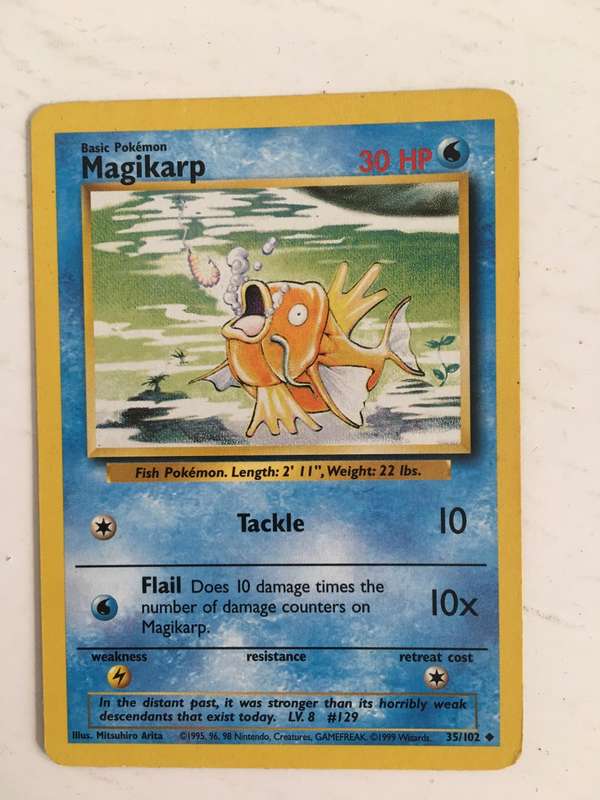 Basic Pokémon
Magikarp 30 HP
Fish Pokémon. Length: 2' 11", Weight: 22 lbs.
Tackle 10
Flail Does 10 damage times the
number of damage counters on
Magikarp.
10x
weakness resistance retreat cost
In the distant past, it was stronger than its horribly weak
descendants that exist today. LV. 8 #129
Illus. Mitsuhiro Arita ©1995, 96, 98 Nintendo, Creatures, GAMEFREAK. ©1999 Wizards. 35/102